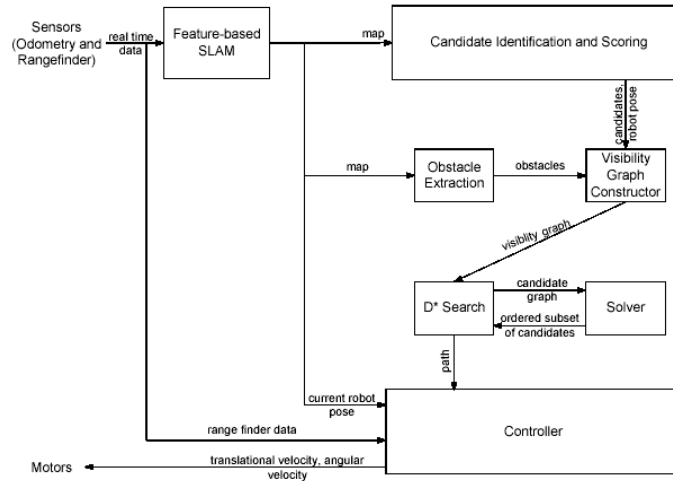 Sensors
(Odometry and
Rangefinder)
real time
data
Feature-based
SLAM
map
Candidate Identification and Scoring
candidates,
robot pose
map
Obstacle
Extraction
obstacles
Visibility
Graph
Constructor
visiblity graph
D* Search
candidate
graph
ordered subset
of candidates
Solver
path
current robot
pose
Controller
range finder data
Motors
translational velocity, angular
velocity